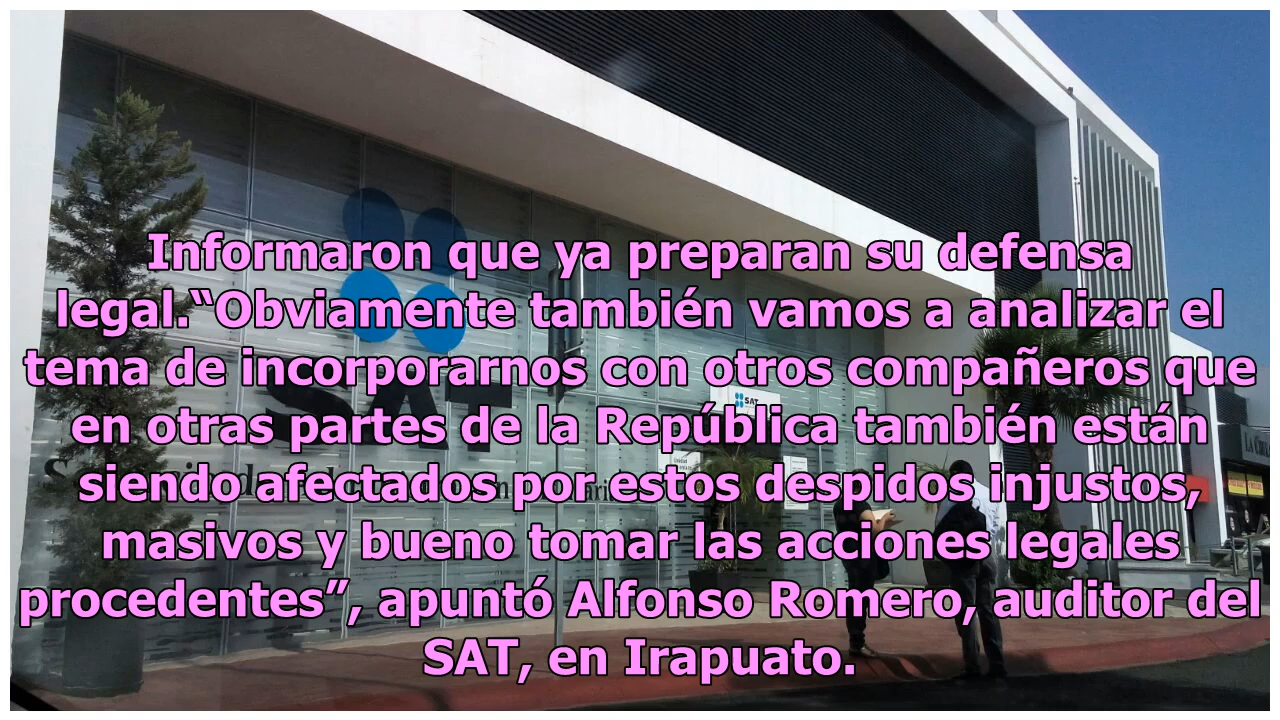 Informaron que ya preparan su defensa
legal.“Obviamente también vamos a analizar el
tema de incorporarnos con otros compañeros que
en otras partes de la República también están
siendo afectados por estos despidos injustos,
masivos y bueno tomar las acciones legales
procedentes”, apuntó Alfonso Romero, auditor del
SAT, en Irapuato.
SAT
SAT